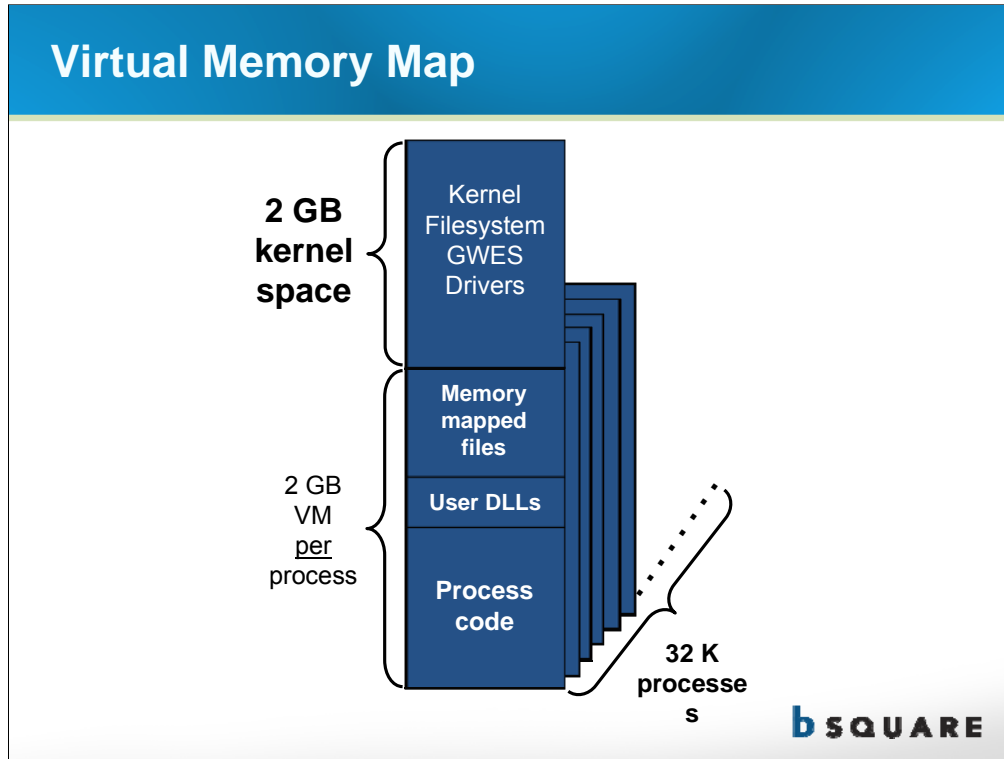 Virtual Memory Map
2 GB
kernel
space
Kernel
Filesystem
GWES
Drivers
Memory
mapped
files
User DLLs
2 GB
VM
per
process
Process
code
32 K
processe
s
b SQUARE